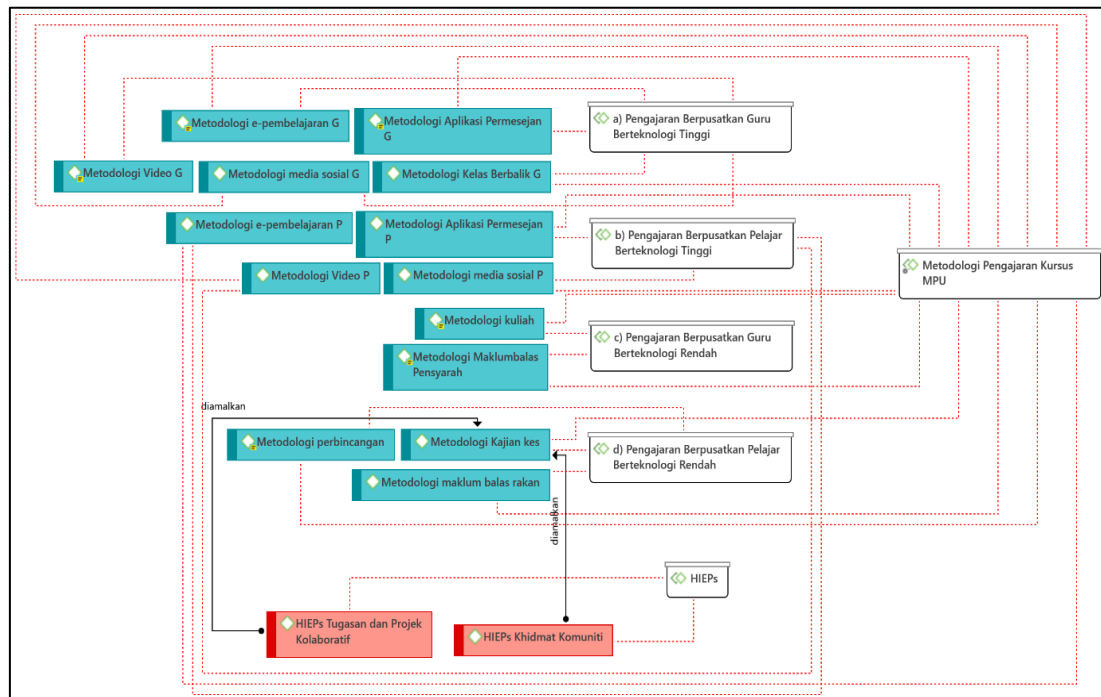 Metodologi e-pembelajaran G
Metodologi Aplikasi Permesejan
G
a) Pengajaran Berpusatkan Guru
Berteknologi Tinggi
Metodologi Video G
Metodologi media sosial G
Metodologi Kelas Berbalik G
Metodologi e-pembelajaran P
Metodologi Aplikasi Permesejan
P
b) Pengajaran Berpusatkan Pelajar
Berteknologi Tinggi
Metodologi Pengajaran Kursus
MPU
Metodologi Video P
Metodologi media sosial P
Metodologi kuliah
c) Pengajaran Berpusatkan Guru
Berteknologi Rendah
Metodologi Maklumbalas
Pensyarah
diamalkan
Metodologi perbincangan
Metodologi Kajian kes
d) Pengajaran Berpusatkan Pelajar
Berteknologi Rendah
Metodologi maklum balas rakan
diamalkan
HIEPs
HIEPs Tugasan dan Projek
Kolaboratif
HIEPs Khidmat Komuniti